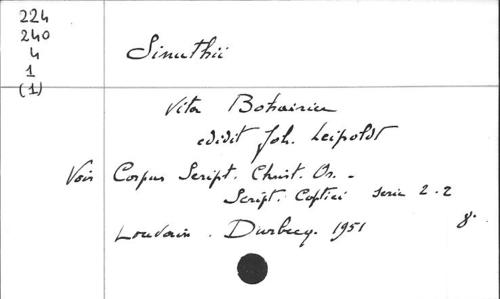 224
240
4
1
(1)
Sinuthii
Vita Bohairice
edidit Joh. Leipoldt
Voir Corpus Script. Christ. Or. -
Script. Coptici serie 2 - 2
Louvain. Durbecq. 1951 8°